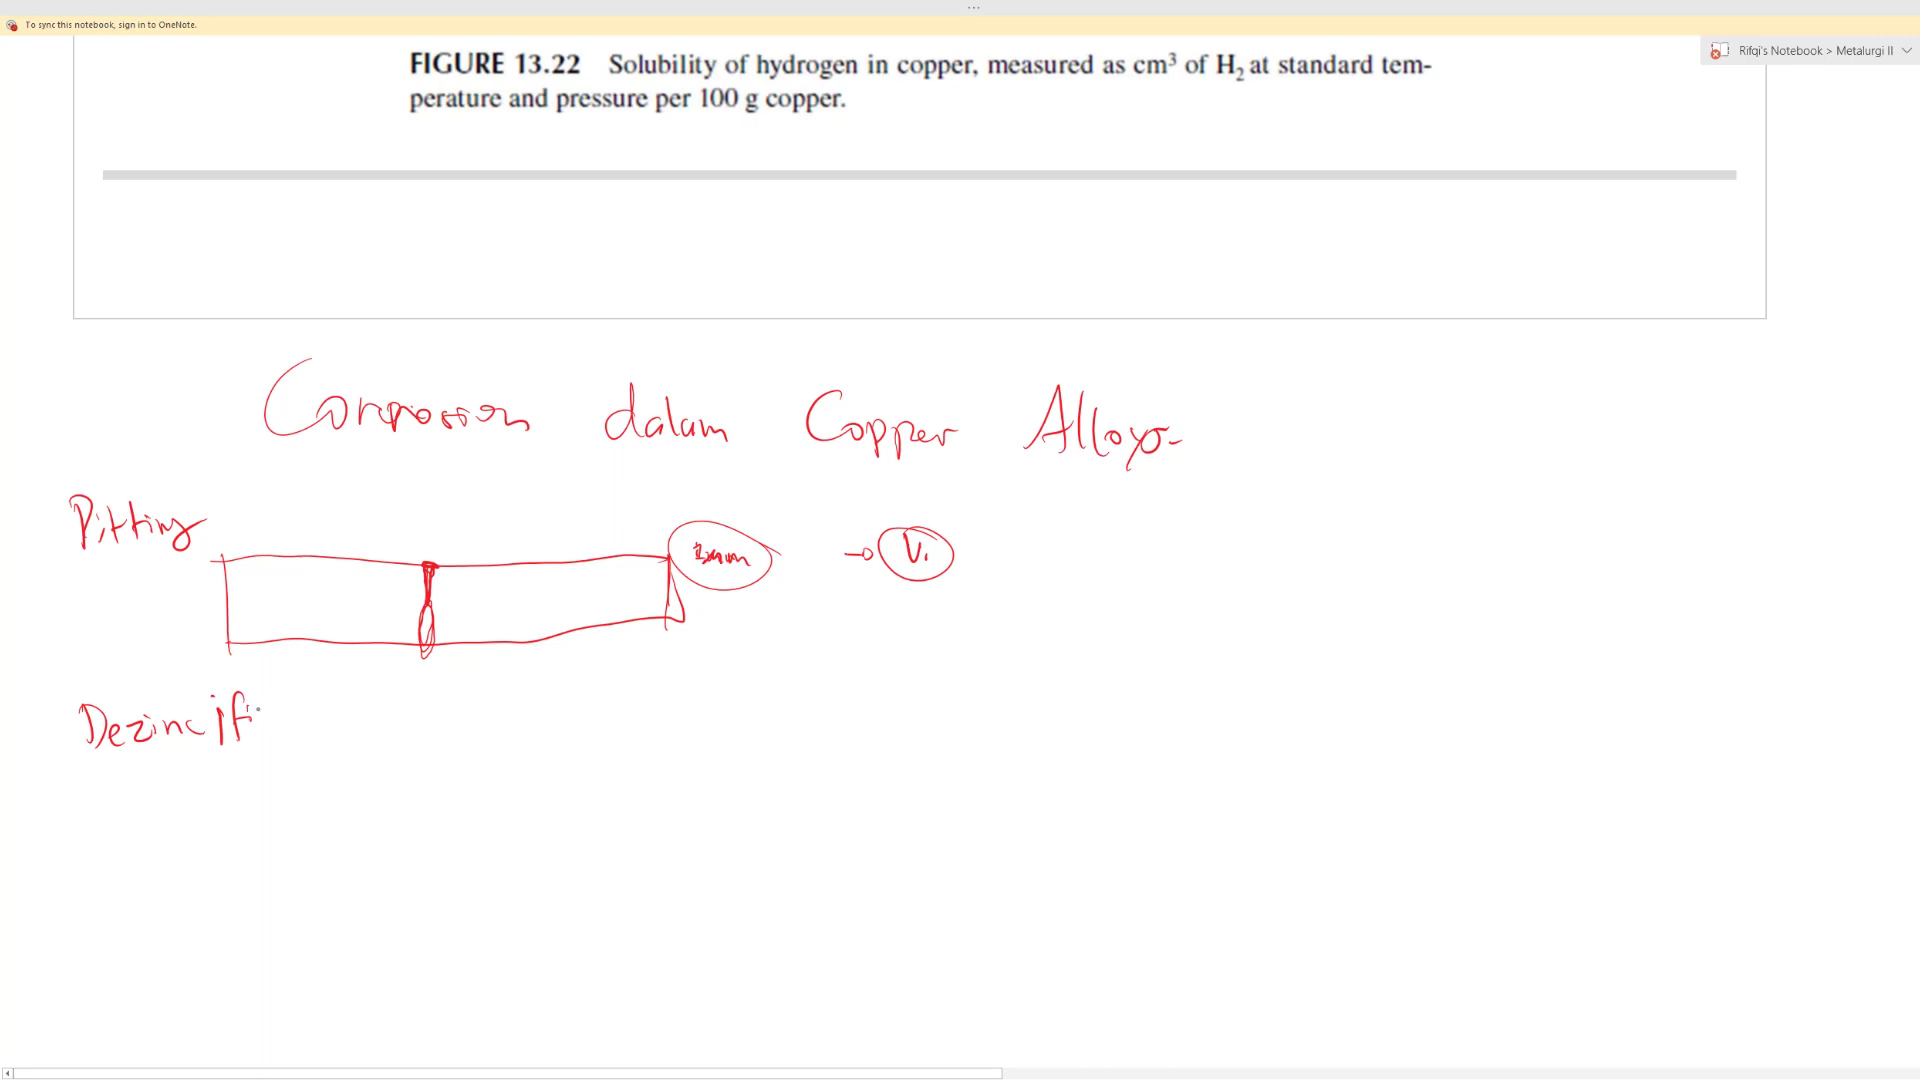 To sync this notebook, sign in to OneNote.
Rifqi's Notebook > Metalurgi II
FIGURE 13.22 Solubility of hydrogen in copper, measured as cm³ of H₂ at standard tem-
perature and pressure per 100 g copper.
Corrosion dalam Copper Alloys
Pitting
Dezincif